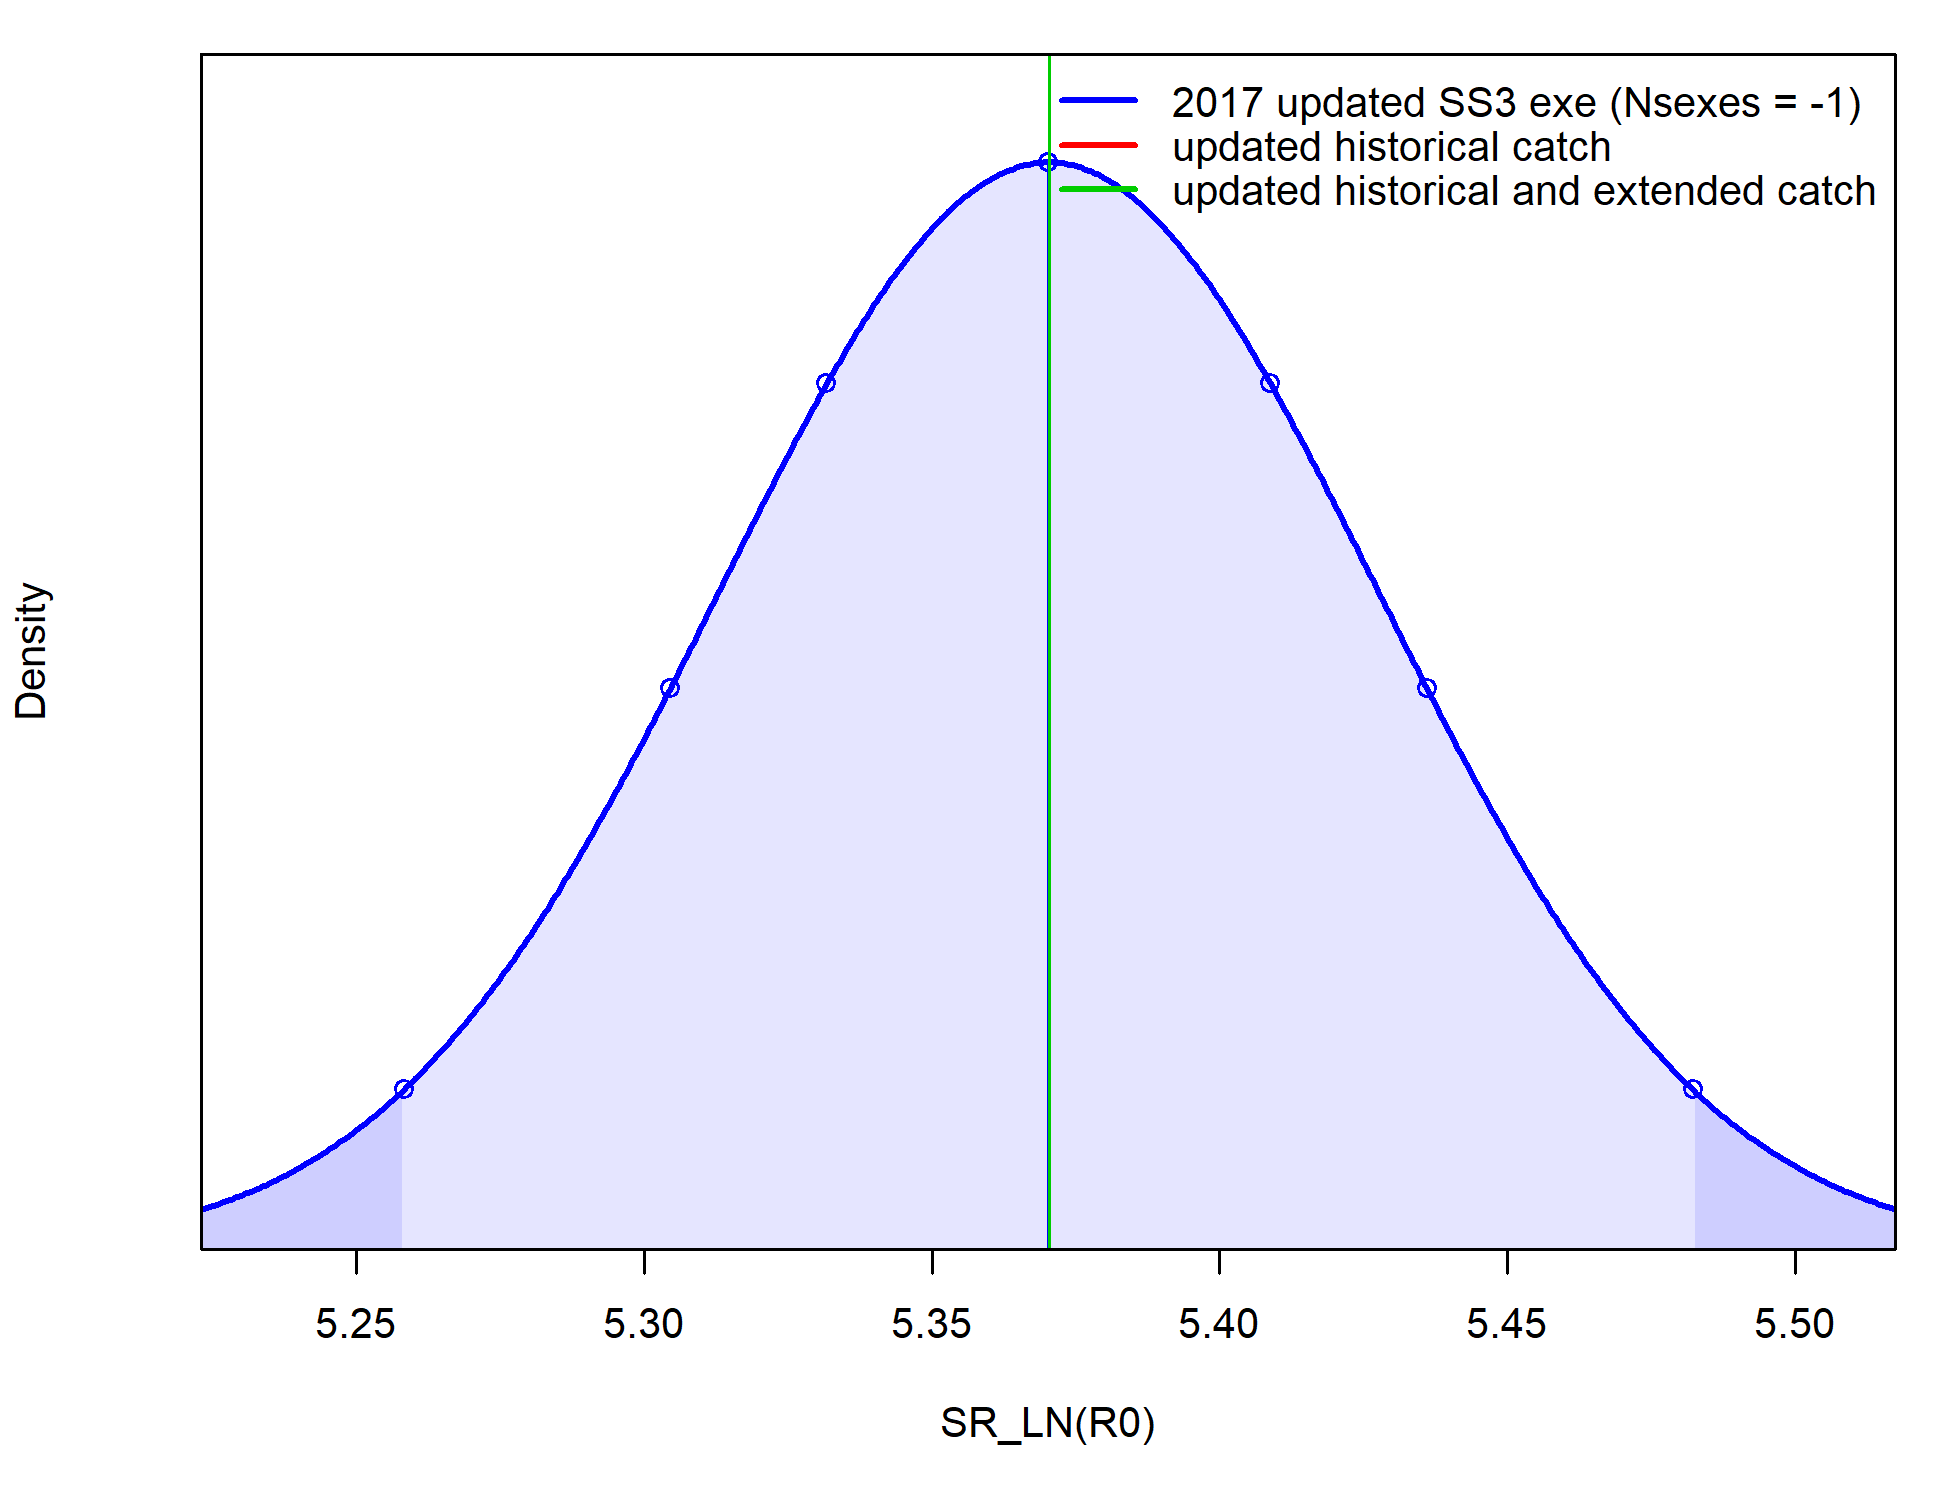 2017 updated SS3 exe (Nsexes = -1)
updated historical catch
updated historical and extended catch
Density
5.25 5.30 5.35 5.40 5.45 5.50
SR_LN(R0)